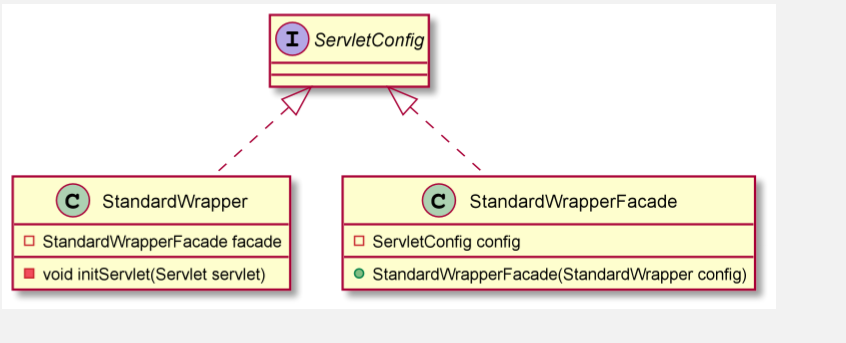 I ServletConfig
C StandardWrapper
StandardWrapperFacade facade
void initServlet(Servlet servlet)
C StandardWrapperFacade
ServletConfig config
StandardWrapperFacade(StandardWrapper config)